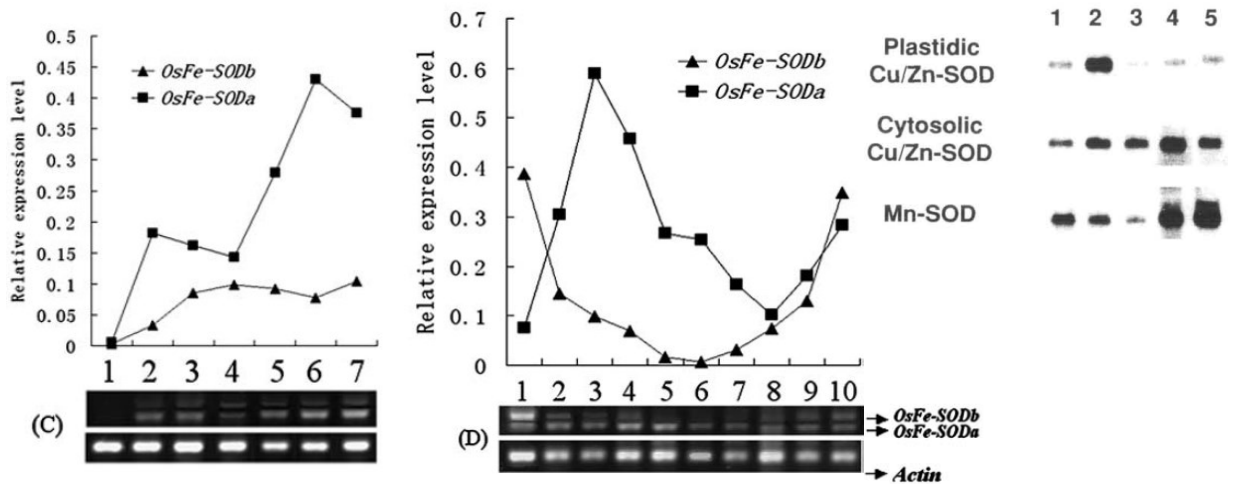 0.5
0.45
0.4
0.35
0.3
0.25
0.2
0.15
0.1
0.05
0
Relative expression level
OsFe-SODb
OsFe-SODa
1 2 3 4 5 6 7
(C)
0.7
0.6
0.5
0.4
0.3
0.2
0.1
0
Relative expression level
OsFe-SODb
OsFe-SODa
1 2 3 4 5 6 7 8 9 10
(D)
OsFe-SODb
OsFe-SODa
Actin
1 2 3 4 5
Plastidic
Cu/Zn-SOD
Cytosolic
Cu/Zn-SOD
Mn-SOD